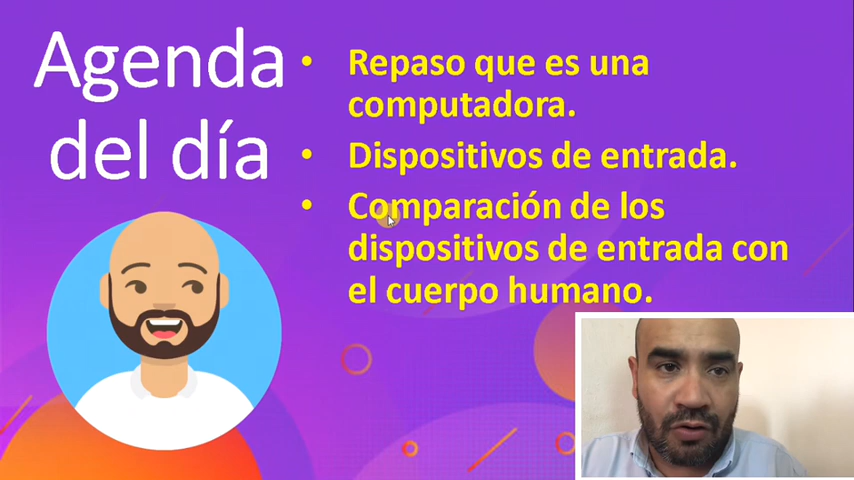 Agenda
del día
• Repaso que es una
computadora.
• Dispositivos de entrada.
• Comparación de los
dispositivos de entrada con
el cuerpo humano.